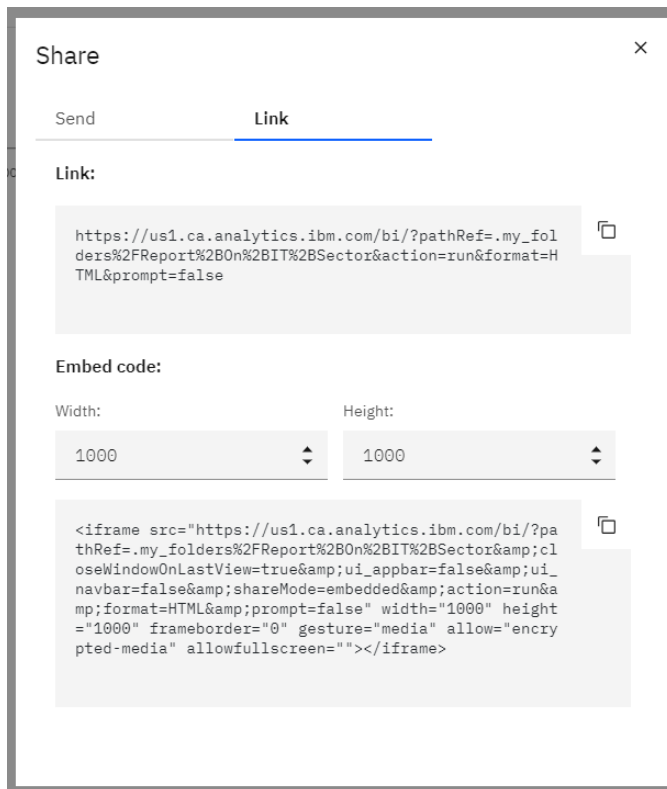 Share
Send
Link
Link:
https://us1.ca.analytics.ibm.com/bi/?pathRef=.my_fol
ders%2FReport%2BOn%2BIT%2BSector&action=run&format=H
TML&prompt=false
Embed code:
Width:
Height:
1000
1000
<iframe src="https://us1.ca.analytics.ibm.com/bi/?pa
thRef=.my_folders%2FReport%2BOn%2BIT%2BSector&amp;cl
oseWindowOnLastView=true&amp;ui_appbar=false&amp;ui_
navbar=false&amp;shareMode=embedded&amp;action=run&a
mp;format=HTML&amp;prompt=false" width="1000" height
="1000" frameborder="0" gesture="media" allow="encry
pted-media" allowfullscreen=""></iframe>